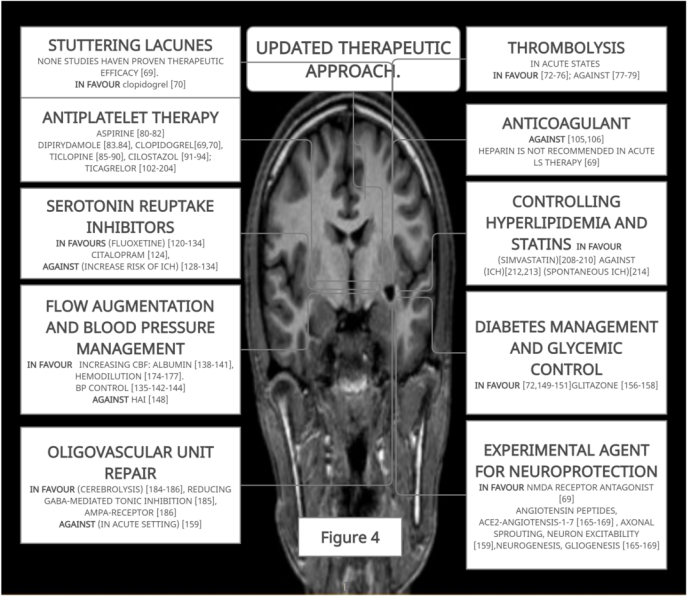 STUTTERING LACUNES
NONE STUDIES HAVEN PROVEN THERAPEUTIC
EFFICACY [69].
IN FAVOUR clopidogrel [70]
ANTIPLATELET THERAPY
ASPIRINE [80-82]
DIPIRYDAMOLE [83.84], CLOPIDOGREL[69,70],
TICLOPINE [85-90], CILOSTAZOL [91-94];
TICAGRELOR [102-204]
SEROTONIN REUPTAKE
INHIBITORS
IN FAVOURS (FLUOXETINE) [120-134]
CITALOPRAM [124],
AGAINST (INCREASE RISK OF ICH) [128-134]
FLOW AUGMENTATION
AND BLOOD PRESSURE
MANAGEMENT
IN FAVOUR INCREASING CBF: ALBUMIN [138-141],
HEMODILUTION [174-177].
BP CONTROL [135-142-144]
AGAINST HAI [148]
OLIGOVASCULAR UNIT
REPAIR
IN FAVOUR (CEREBROLYSIS) [184-186], REDUCING
GABA-MEDIATED TONIC INHIBITION [185],
AMPA-RECEPTOR [186]
AGAINST (IN ACUTE SETTING) [159]
UPDATED THERAPEUTIC
APPROACH.
THROMBOLYSIS
IN ACUTE STATES
IN FAVOUR [72-76]; AGAINST [77-79]
ANTICOAGULANT
AGAINST [105,106]
HEPARIN IS NOT RECOMMENDED IN ACUTE
LS THERAPY [69]
CONTROLLING
HYPERLIPIDEMIA AND
STATINS IN FAVOUR
(SIMVASTATIN)[208-210] AGAINST
(ICH)[212,213] (SPONTANEOUS ICH)[214]
DIABETES MANAGEMENT
AND GLYCEMIC
CONTROL
IN FAVOUR [72,149-151]GLITAZONE [156-158]
EXPERIMENTAL AGENT
FOR NEUROPROTECTION
IN FAVOUR NMDA RECEPTOR ANTAGONIST
[69]
ANGIOTENSIN PEPTIDES,
ACE2-ANGIOTENSIS-1-7 [165-169] , AXONAL
SPROUTING, NEURON EXCITABILITY
[159],NEUROGENESIS, GLIOGENESIS [165-169]
Figure 4